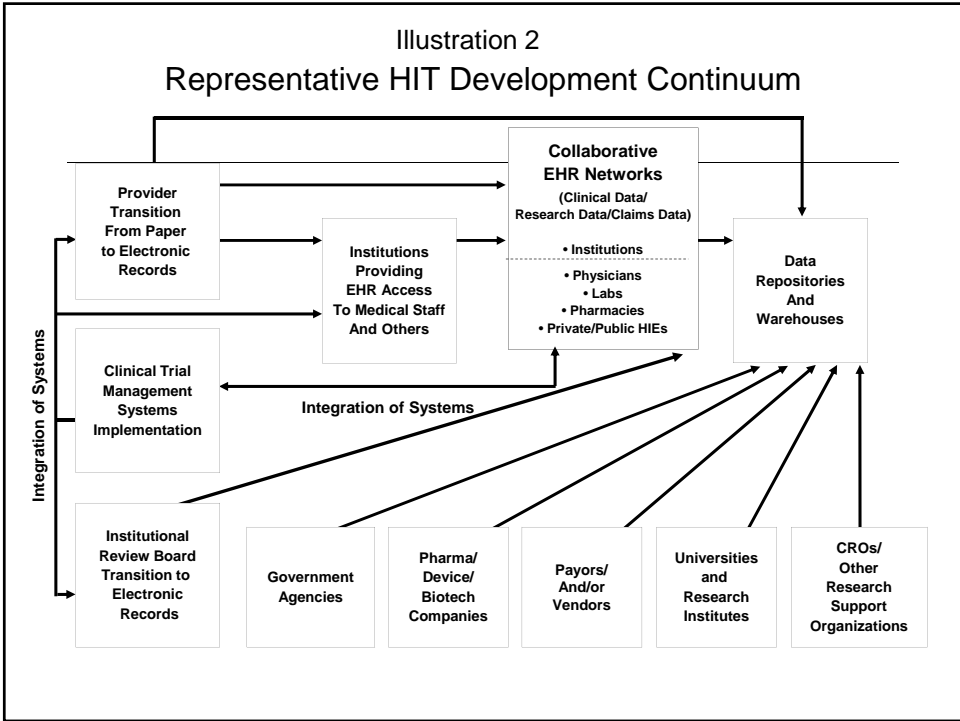 Illustration 2
Representative HIT Development Continuum
Provider
Transition
From Paper
to Electronic
Records
Institutions
Providing
EHR Access
To Medical Staff
And Others
Collaborative
EHR Networks
(Clinical Data/
Research Data/Claims Data)
• Institutions
• Physicians
• Labs
• Pharmacies
• Private/Public HIEs
Data
Repositories
And
Warehouses
Integration of Systems
Clinical Trial
Management
Systems
Implementation
Integration of Systems
Institutional
Review Board
Transition to
Electronic
Records
Government
Agencies
Pharma/
Device/
Biotech
Companies
Payors/
And/or
Vendors
Universities
and
Research
Institutes
CROs/
Other
Research
Support
Organizations